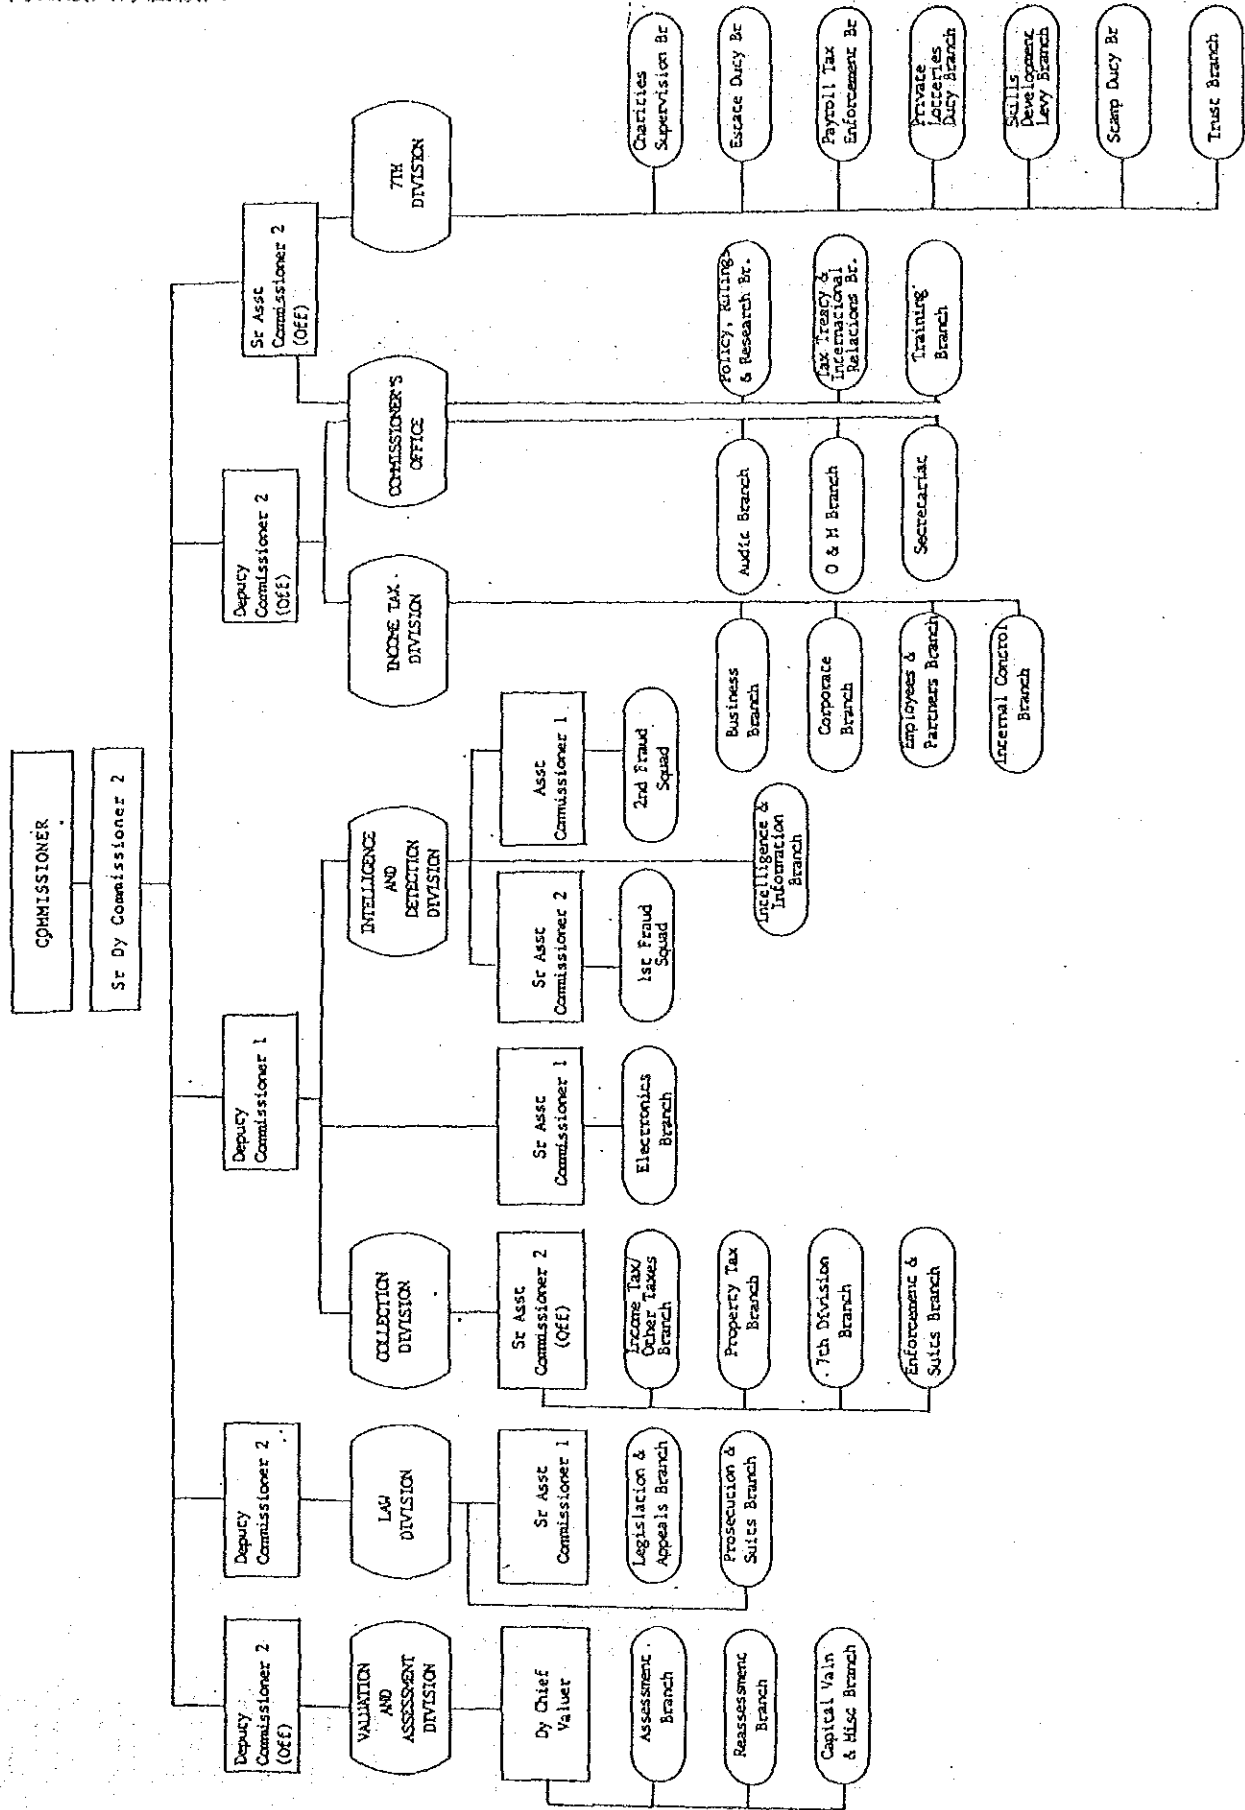 COMMISSIONER
Sr Dy Commissioner 2
Deputy
Commissioner 2
(Off)
Deputy
Commissioner 2
Deputy
Commissioner 1
Deputy
Commissioner 2
(Off)
Sr Asst
Commissioner 2
(Off)
VALUATION
AND
ASSESSMENT
DIVISION
LAW
DIVISION
COLLECTION
DIVISION
INTELLIGENCE
AND
DETECTION
DIVISION
INCOME TAX
DIVISION
COMMISSIONER'S
OFFICE
7TH
DIVISION
Dy Chief
Valuer
Sr Asst
Commissioner 1
Sr Asst
Commissioner 2
(Off)
Sr Asst
Commissioner 1
Sr Asst
Commissioner 2
Asst
Commissioner 1
Assessment
Branch
Legislation &
Appeals Branch
Income Tax/
Other Taxes
Branch
Electronics
Branch
1st Fraud
Squad
2nd Fraud
Squad
Charities
Supervision Br
Reassessment
Branch
Prosecution &
Suits Branch
Property Tax
Branch
Intelligence &
Information
Branch
Business
Branch
Audit Branch
Policy, Rulings
& Research Br.
Estate Duty Br
Capital Valn
& Misc Branch
7th Division
Branch
Corporate
Branch
O & M Branch
Tax Treaty &
International
Relations Br.
Payroll Tax
Enforcement Br
Enforcement &
Suits Branch
Employees &
Partners Branch
Secretariat
Training
Branch
Private
Lotteries
Duty Branch
Internal Control
Branch
Skills
Development
Levy Branch
Stamp Duty Br
Trust Branch